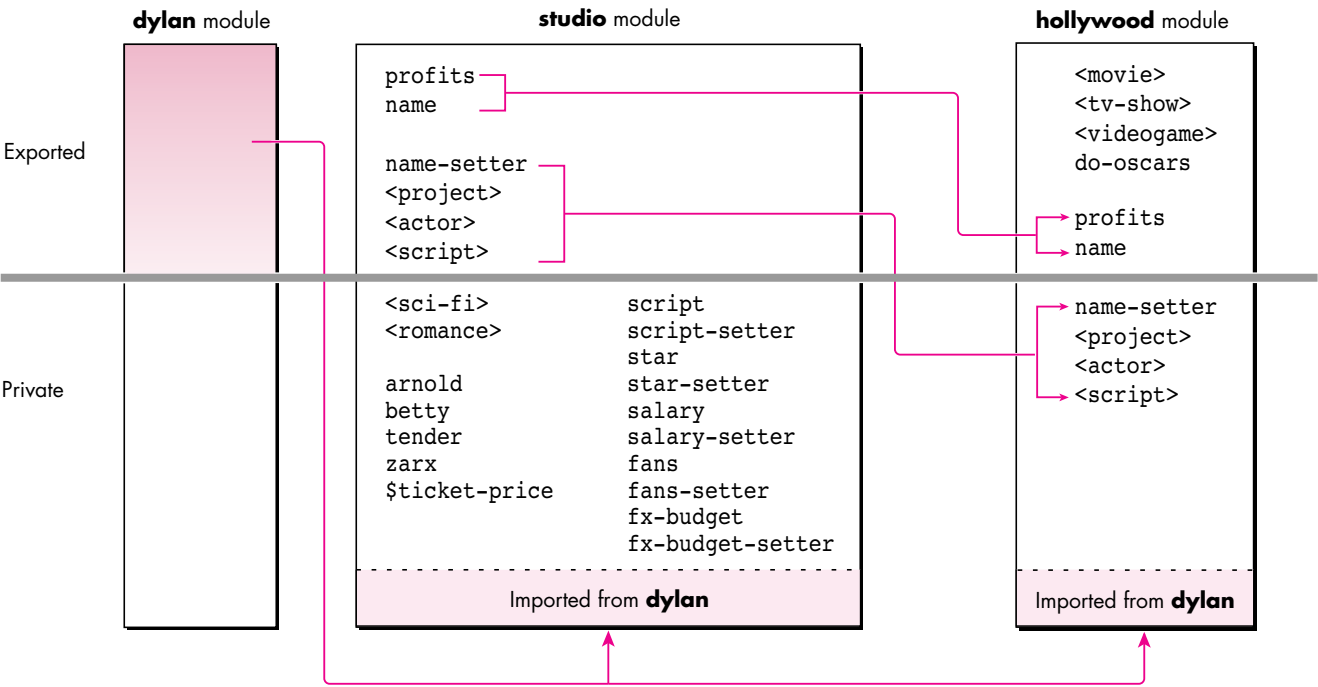 dylan module
studio module
hollywood module
Exported
profits
name
name-setter
<project>
<actor>
<script>
<movie>
<tv-show>
<videogame>
do-oscars
profits
name
Private
<sci-fi>
<romance>
arnold
betty
tender
zarx
$ticket-price
script
script-setter
star
star-setter
salary
salary-setter
fans
fans-setter
fx-budget
fx-budget-setter
Imported from dylan
name-setter
<project>
<actor>
<script>
Imported from dylan